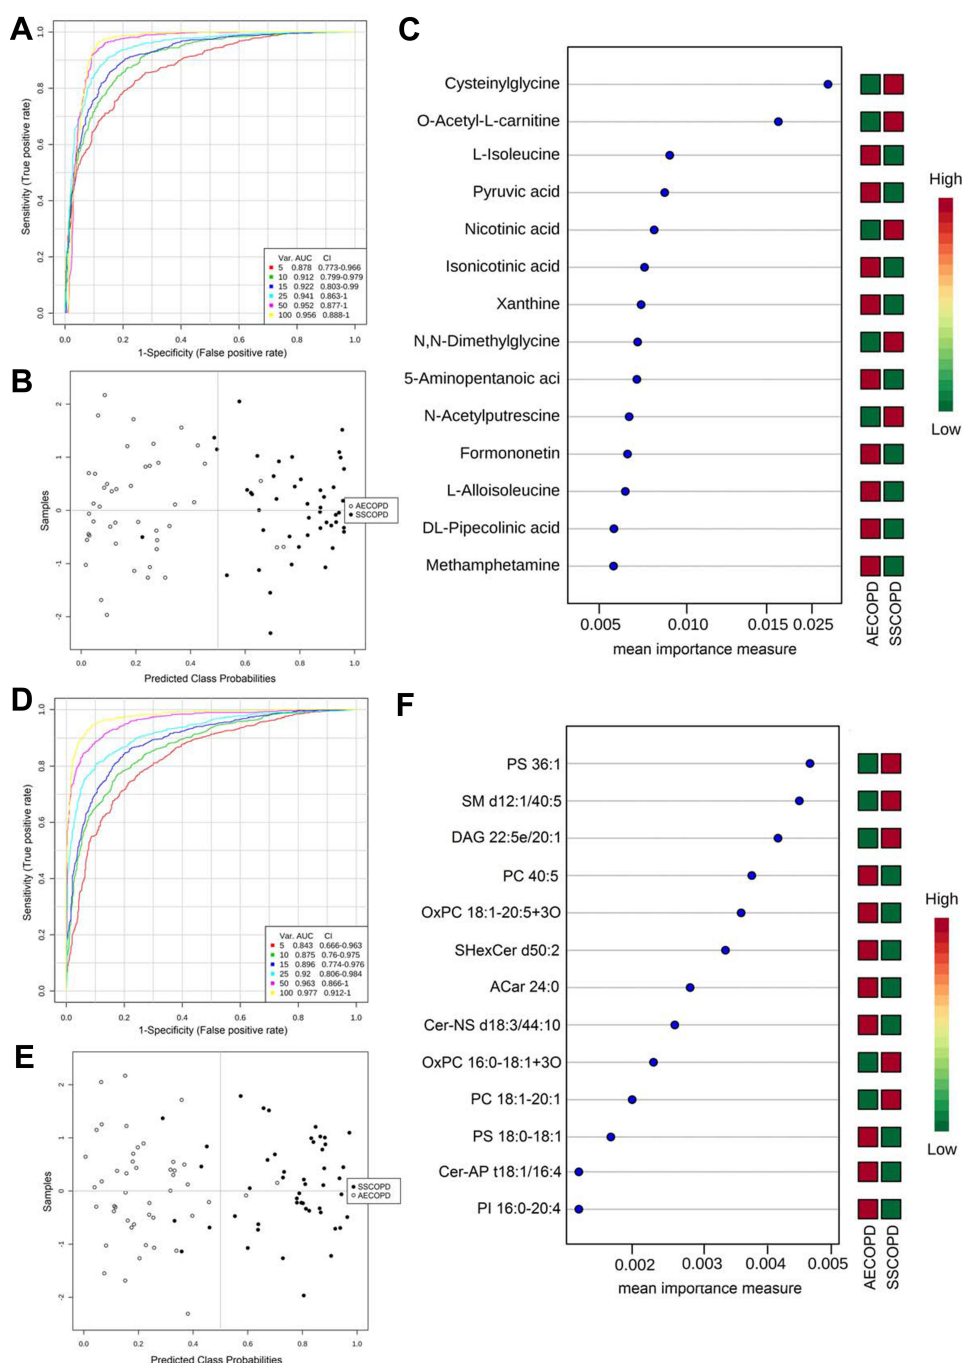 A
1.0
0.8
0.6
0.4
0.2
0.0
Sensitivity (True positive rate)
Var. AUC CI
5 0.878 0.773-0.966
10 0.912 0.799-0.979
15 0.922 0.803-0.99
25 0.941 0.863-1
50 0.952 0.877-1
100 0.956 0.888-1
0.0 0.2 0.4 0.6 0.8 1.0
1-Specificity (False positive rate)
B
2
1
0
-1
-2
Samples
AECOPD
SSCOPD
0.0 0.2 0.4 0.6 0.8 1.0
Predicted Class Probabilities
C
Cysteinylglycine
O-Acetyl-L-carnitine
L-Isoleucine
Pyruvic acid
Nicotinic acid
Isonicotinic acid
Xanthine
N,N-Dimethylglycine
5-Aminopentanoic aci
N-Acetylputrescine
Formononetin
L-Alloisoleucine
DL-Pipecolinic acid
Methamphetamine
0.005 0.010 0.015 0.025
mean importance measure
AECOPD
SSCOPD
High
Low
D
1.0
0.8
0.6
0.4
0.2
0.0
Sensitivity (True positive rate)
Var. AUC CI
5 0.843 0.666-0.963
10 0.875 0.76-0.975
15 0.896 0.774-0.976
25 0.92 0.806-0.984
50 0.963 0.866-1
100 0.977 0.912-1
0.0 0.2 0.4 0.6 0.8 1.0
1-Specificity (False positive rate)
E
2
1
0
-1
-2
Samples
SSCOPD
AECOPD
0.0 0.2 0.4 0.6 0.8 1.0
Predicted Class Probabilities
F
PS 36:1
SM d12:1/40:5
DAG 22:5e/20:1
PC 40:5
OxPC 18:1-20:5+3O
SHexCer d50:2
ACar 24:0
Cer-NS d18:3/44:10
OxPC 16:0-18:1+3O
PC 18:1-20:1
PS 18:0-18:1
Cer-AP t18:1/16:4
PI 16:0-20:4
0.002 0.003 0.004 0.005
mean importance measure
AECOPD
SSCOPD
High
Low